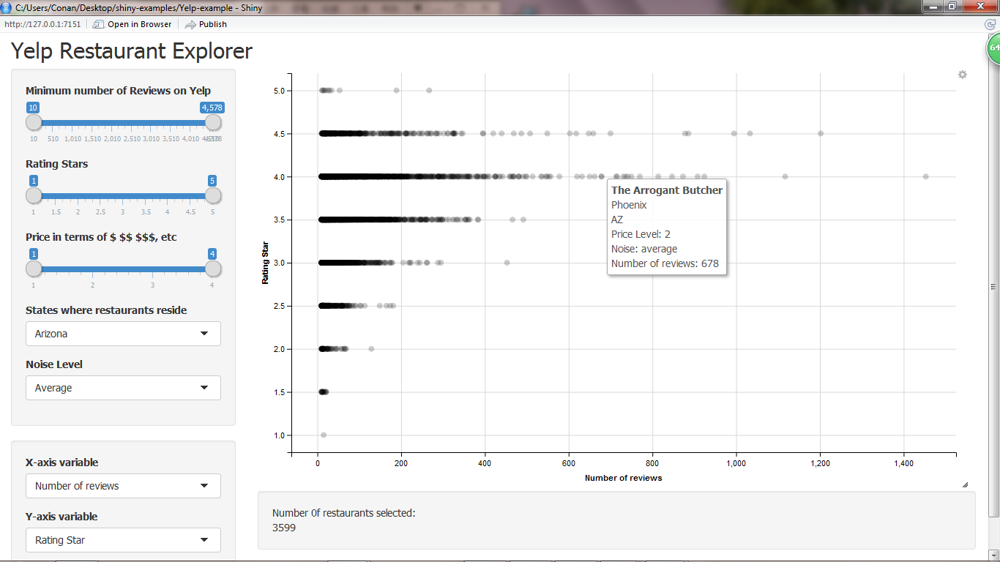 C:/Users/Conan/Desktop/shiny-examples/Yelp-example - Shiny
http://127.0.0.1:7151 Open in Browser Publish
64
Yelp Restaurant Explorer
Minimum number of Reviews on Yelp
10 4,578
10 510 1,010 1,510 2,010 2,510 3,010 3,510 4,010
Rating Stars
1 5
1 1.5 2 2.5 3 3.5 4 4.5 5
Price in terms of $ $$ $$$, etc
1 4
1 2 3 4
States where restaurants reside
Arizona
Noise Level
Average
X-axis variable
Number of reviews
Y-axis variable
Rating Star
Rating Star
5.0
4.5
4.0
3.5
3.0
2.5
2.0
1.5
1.0
The Arrogant Butcher
Phoenix
AZ
Price Level: 2
Noise: average
Number of reviews: 678
0 200 400 600 800 1,000 1,200 1,400
Number of reviews
Number 0f restaurants selected:
3599